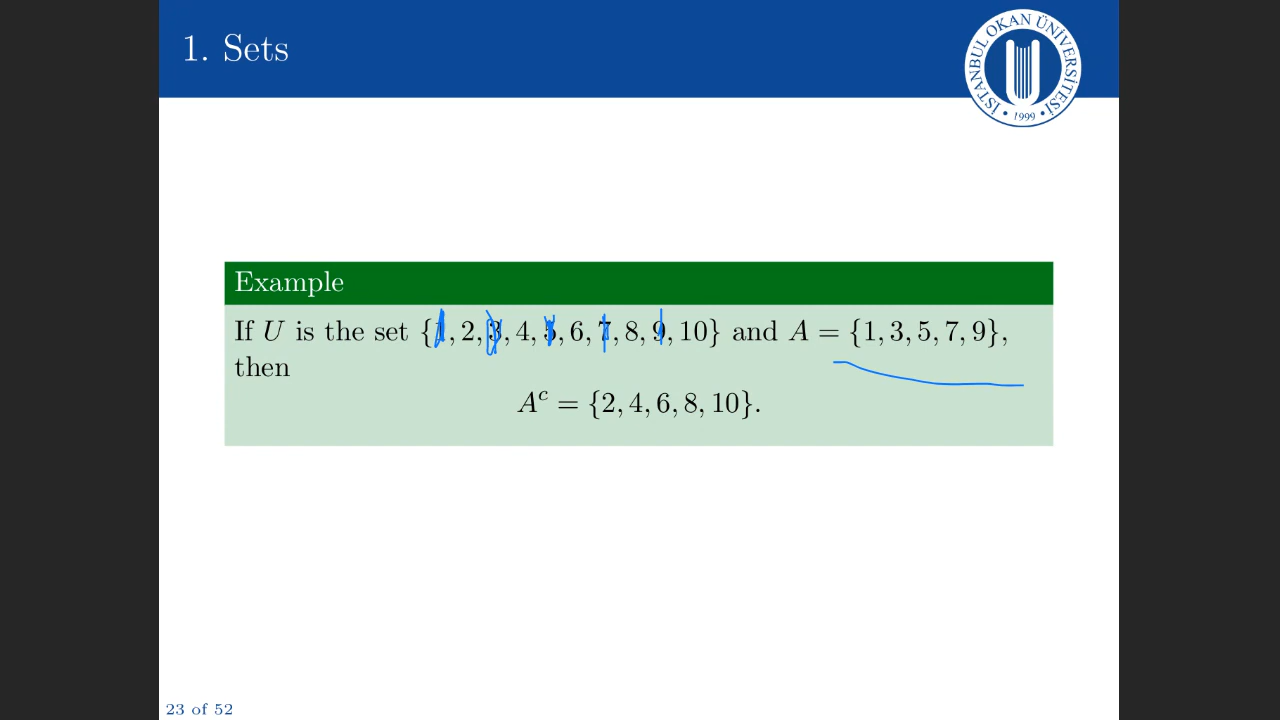 1. Sets
İSTANBUL OKAN ÜNİVERSİTESİ
• 1999 •
Example
If U is the set {1, 2, 3, 4, 5, 6, 7, 8, 9, 10} and A = {1, 3, 5, 7, 9},
then
Aᶜ = {2, 4, 6, 8, 10}.
23 of 52